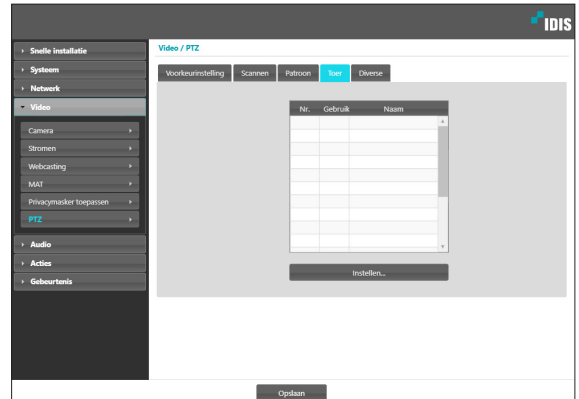 IDIS
Snelle installatie
Systeem
Netwerk
Video
Camera
Stromen
Webcasting
MAT
Privacymasker toepassen
PTZ
Audio
Acties
Gebeurtenis
Video / PTZ
Voorkeurinstelling Scannen Patroon Toer Diverse
Nr. Gebruik Naam
Instellen...
Opslaan